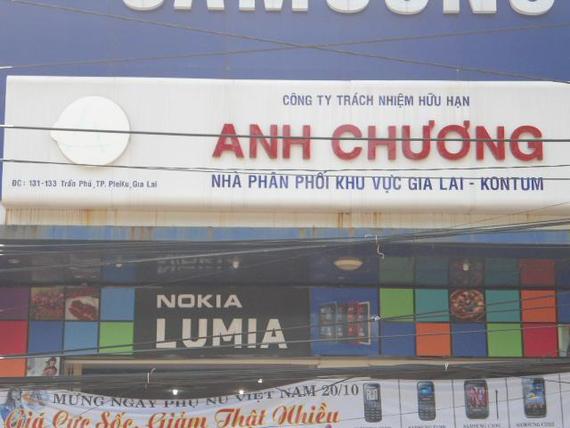 SAMSUNG
CÔNG TY TRÁCH NHIỆM HỮU HẠN
ANH CHƯƠNG
NHÀ PHÂN PHỐI KHU VỰC GIA LAI - KONTUM
ĐC: 131-133 Trần Phú,TP. PleiKu,Gia Lai
NOKIA
LUMIA
MỪNG NGÀY PHỤ NỮ VIỆT NAM 20/10
Giá Cực Sốc, Giảm Thật Nhiều